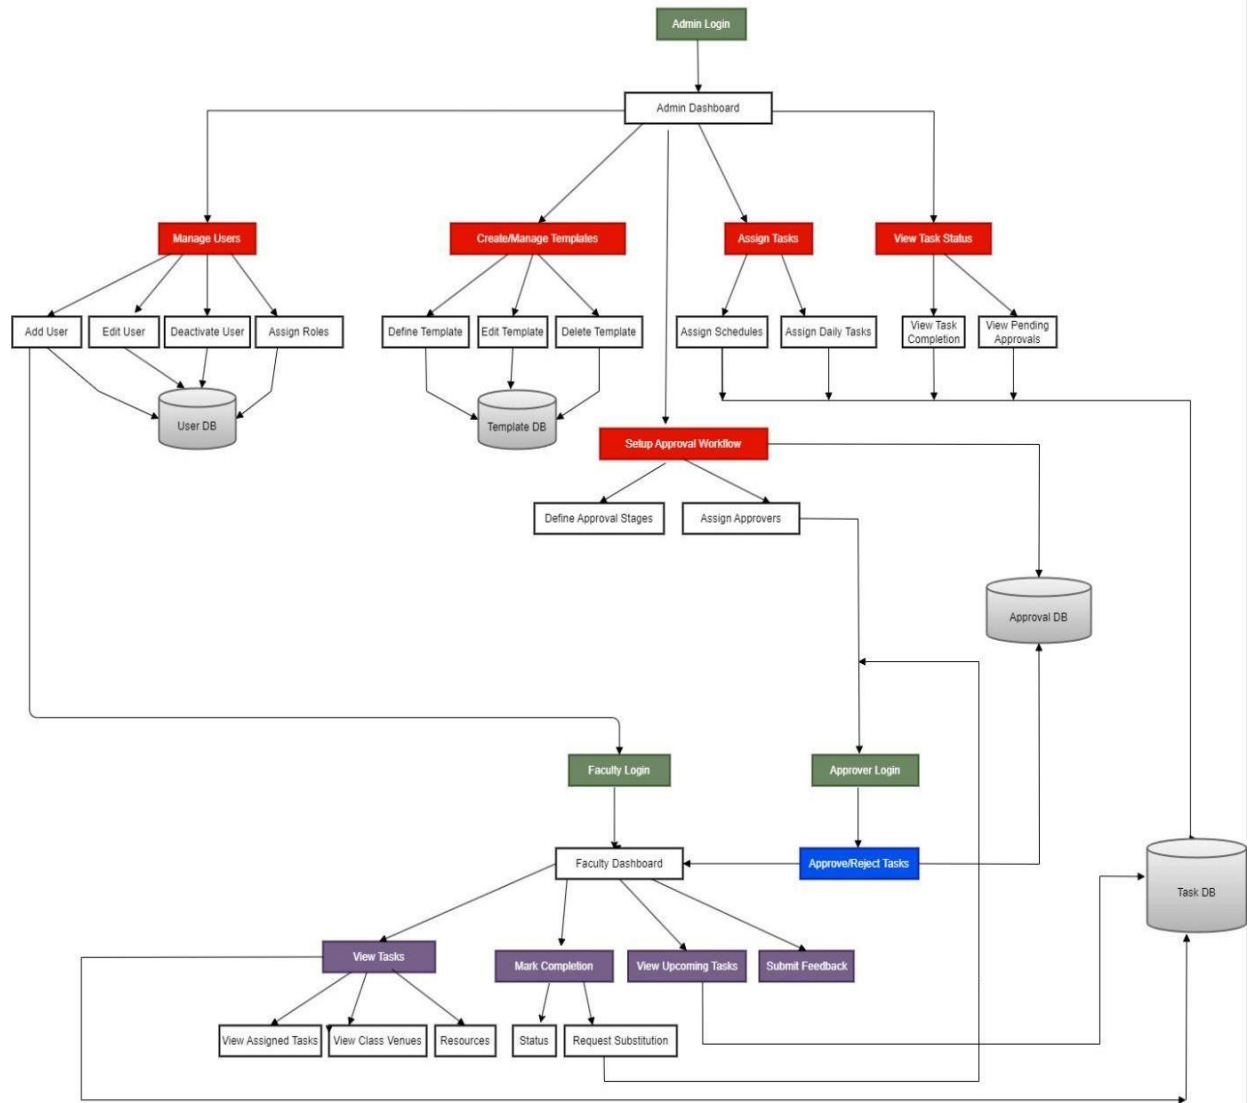 Admin Login
Admin Dashboard
Manage Users
Create/Manage Templates
Assign Tasks
View Task Status
Add User
Edit User
Deactivate User
Assign Roles
Define Template
Edit Template
Delete Template
Assign Schedules
Assign Daily Tasks
View Task
Completion
View Pending
Approvals
User DB
Template DB
Setup Approval Workflow
Define Approval Stages
Assign Approvers
Approval DB
Faculty Login
Approver Login
Faculty Dashboard
Approve/Reject Tasks
Task DB
View Tasks
Mark Completion
View Upcoming Tasks
Submit Feedback
View Assigned Tasks
View Class Venues
Resources
Status
Request Substitution